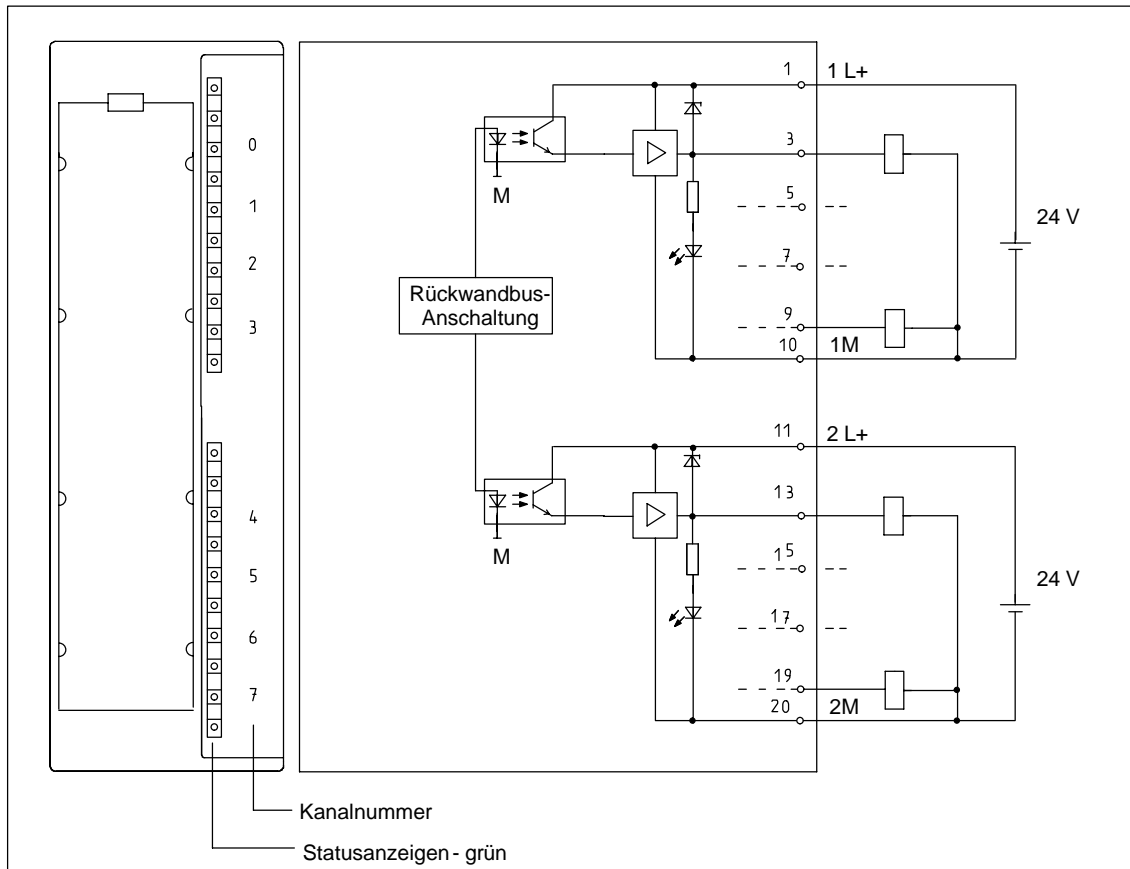 0
1
2
3
4
5
6
7
Kanalnummer
Statusanzeigen - grün
M
Rückwandbus-
Anschaltung
M
1 1 L+
3
5
7
9
10 1M
24 V
11 2 L+
13
15
17
19
20 2M
24 V